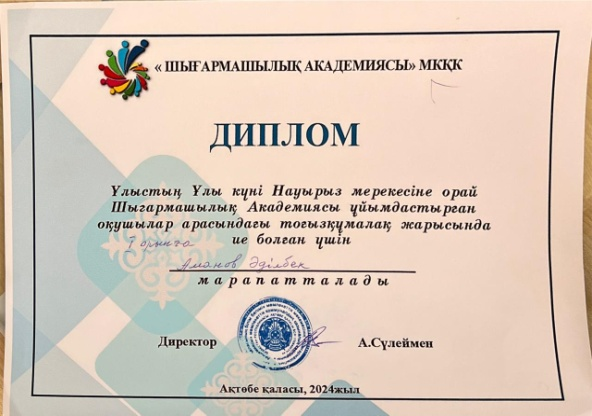 « ШЫҒАРМАШЫЛЫҚ АКАДЕМИЯСЫ» МКҚК
ДИПЛОМ
Ұлыстың Ұлы күні Наурыз мерекесіне орай
Шығармашылық Академиясы ұйымдастырған
оқушылар арасындағы тоғызқұмалақ жарысында
I орынға ие болған үшін
Аманов Әділбек
марапатталады
Директор А.Сүлеймен
Ақтөбе қаласы, 2024жыл